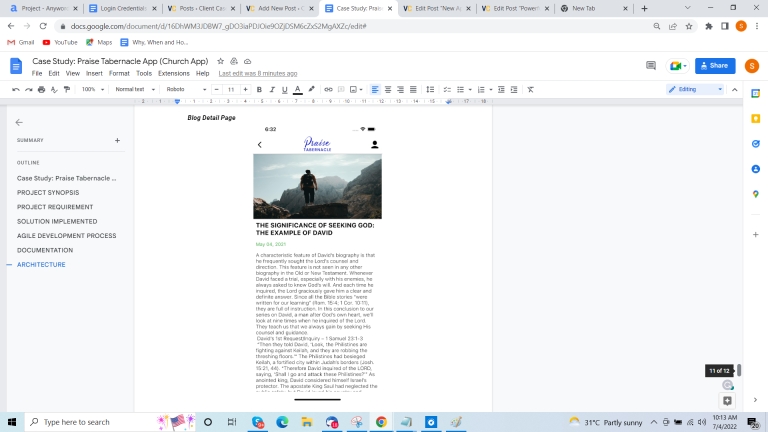 Project - Anywor
Login Credentials
Posts ‹ Client Cas
Add New Post ‹
Case Study: Prais
Edit Post "New A
Edit Post "Powerf
New Tab
docs.google.com/document/d/
Gmail
YouTube
Maps
Why, When and Ho...
Case Study: Praise Tabernacle App (Church App)
File Edit View Insert Format Tools Extensions Help Last edit was 8 minutes ago
Share
100% Normal text Roboto 11
Editing
SUMMARY
OUTLINE
Case Study: Praise Tabernacle ...
PROJECT SYNOPSIS
PROJECT REQUIREMENT
SOLUTION IMPLEMENTED
AGILE DEVELOPMENT PROCESS
DOCUMENTATION
ARCHITECTURE
Blog Detail Page
6:32
Praise
TABERNACLE
THE SIGNIFICANCE OF SEEKING GOD:
THE EXAMPLE OF DAVID
May 04, 2021
A characteristic feature of David's biography is that
he frequently sought the Lord's counsel and
direction. This feature is not seen in any other
biography in the Old or New Testament. Whenever
David faced a trial, especially with his enemies, he
always asked to know God's will. And each time he
inquired, the Lord graciously gave him a clear and
definite answer. Since all the Bible stories "were
written for our learning" (Rom. 15:4; 1 Cor. 10:11),
they are full of instruction. In this conclusion to our
series on David, a man after God's own heart, we'll
look at nine times when he inquired of the Lord.
They teach us that we always gain by seeking His
counsel and guidance.
David's 1st Request/Inquiry – 1 Samuel 23:1-3
"Then they told David, 'Look, the Philistines are
fighting against Keilah, and they are robbing the
threshing floors.'" The Philistines had besieged
Keilah, a fortified city within Judah's borders (Josh.
15:21, 44). "Therefore David inquired of the LORD,
saying, 'Shall I go and attack these Philistines?'" As
anointed king, David considered himself Israel's
protector. The apostate King Saul had neglected the
11 of 12
Type here to search
31°C Partly sunny
10:13 AM
7/4/2022